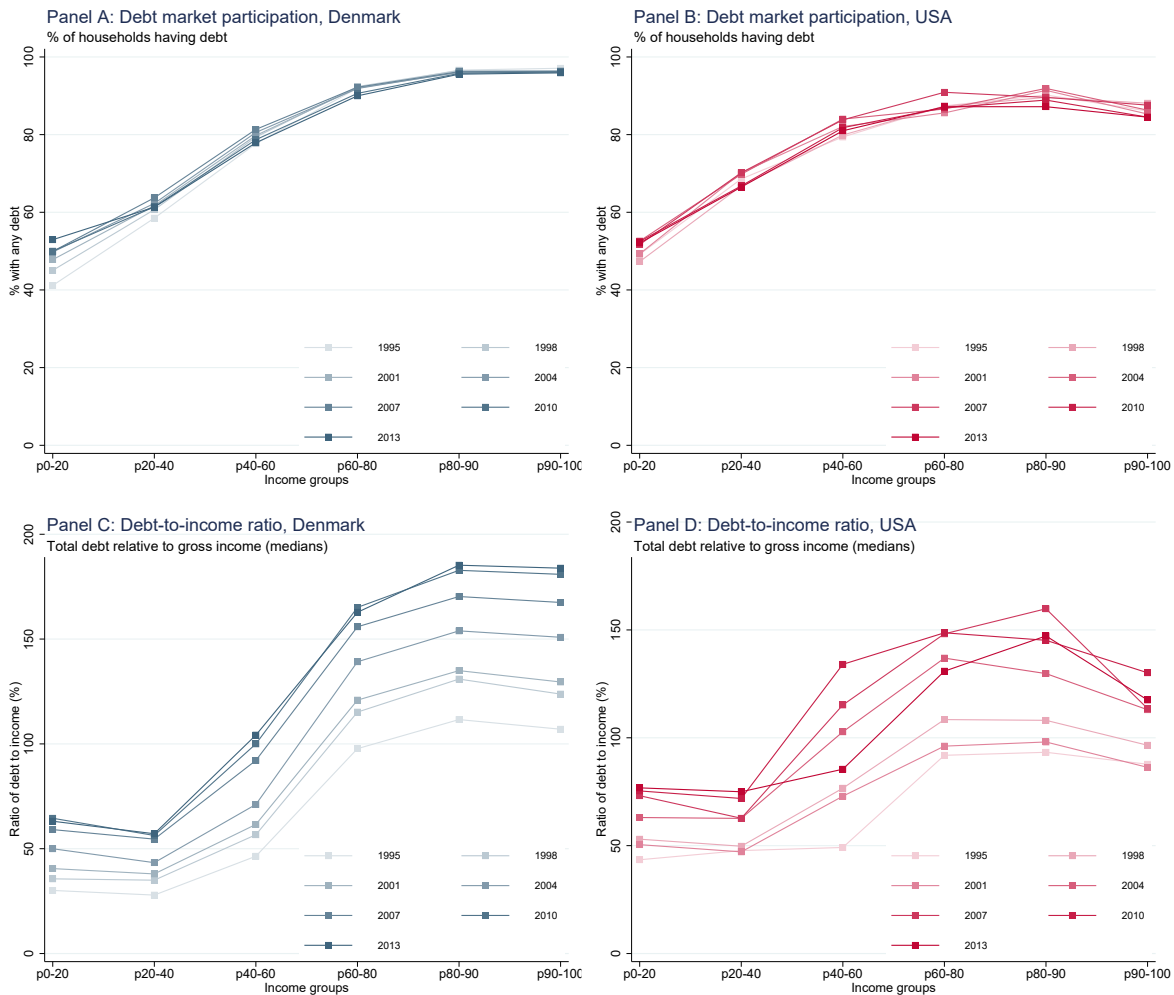 Panel A: Debt market participation, Denmark
% of households having debt
100
80
60
40
20
0
% with any debt
1995
1998
2001
2004
2007
2010
2013
p0-20
p20-40
p40-60
p60-80
p80-90
p90-100
Income groups
Panel B: Debt market participation, USA
% of households having debt
100
80
60
40
20
0
% with any debt
1995
1998
2001
2004
2007
2010
2013
p0-20
p20-40
p40-60
p60-80
p80-90
p90-100
Income groups
Panel C: Debt-to-income ratio, Denmark
Total debt relative to gross income (medians)
200
150
100
50
0
Ratio of debt to income (%)
1995
1998
2001
2004
2007
2010
2013
p0-20
p20-40
p40-60
p60-80
p80-90
p90-100
Income groups
Panel D: Debt-to-income ratio, USA
Total debt relative to gross income (medians)
200
150
100
50
0
Ratio of debt to income (%)
1995
1998
2001
2004
2007
2010
2013
p0-20
p20-40
p40-60
p60-80
p80-90
p90-100
Income groups